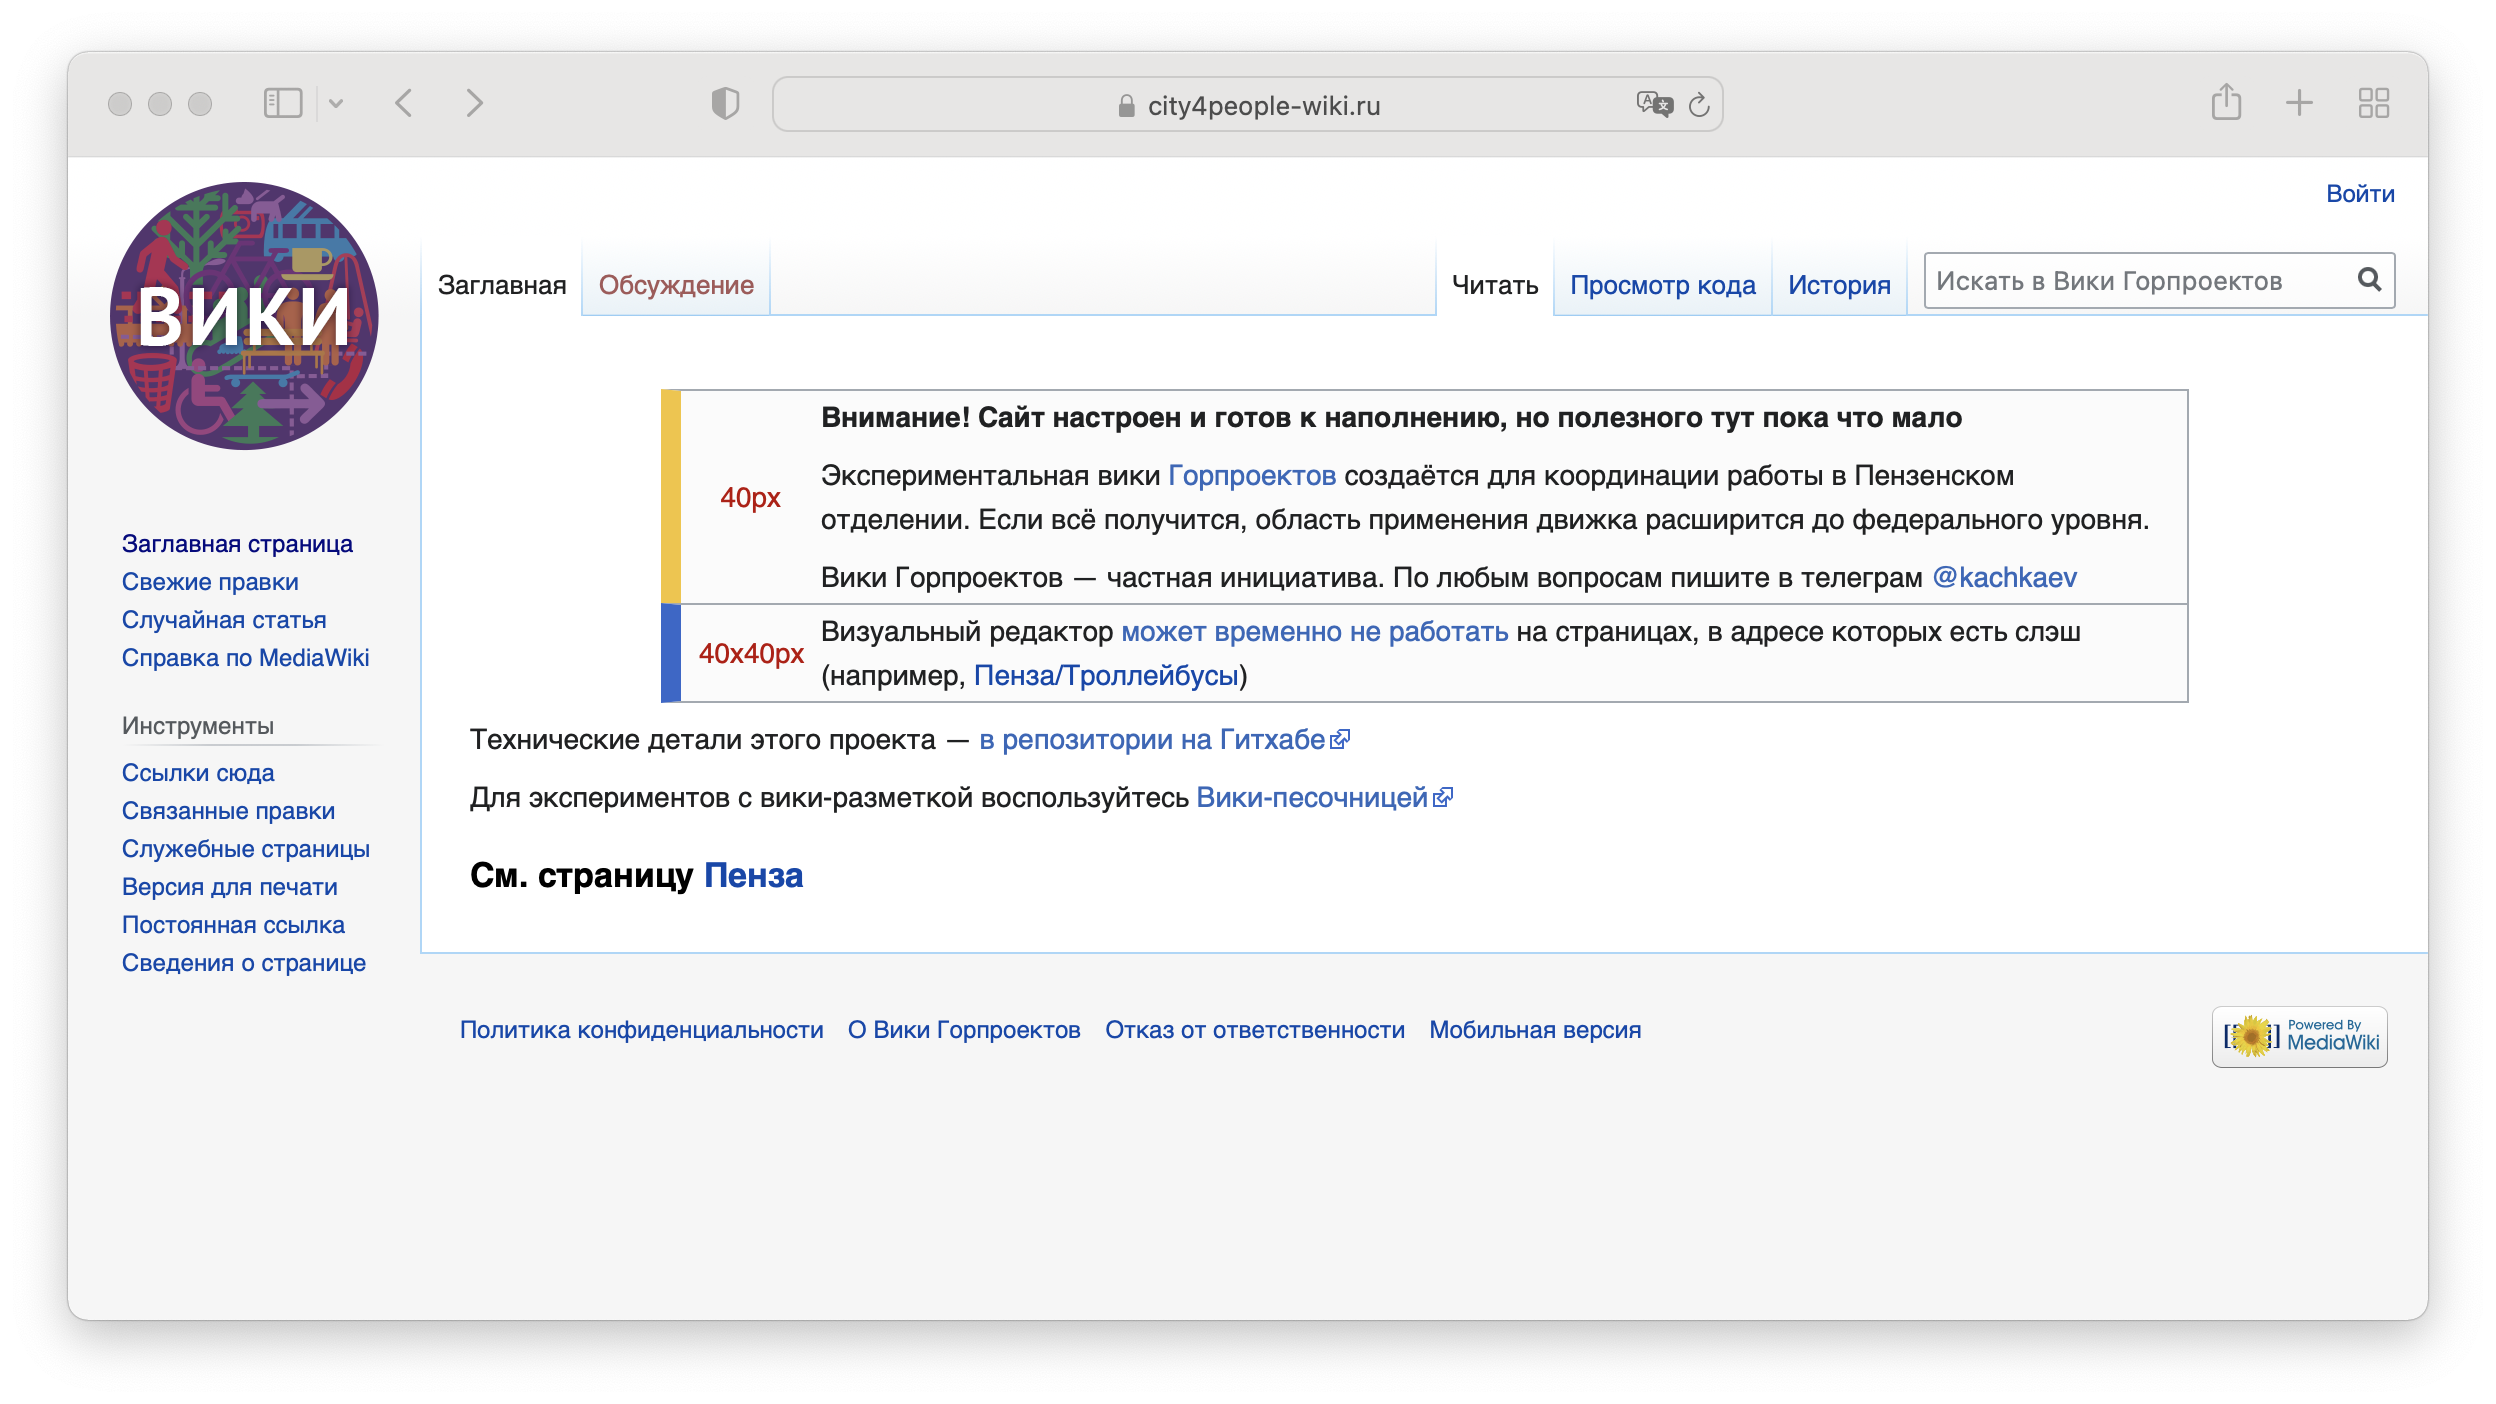 city4people-wiki.ru
Войти
ВИКИ
Заглавная
Обсуждение
Читать
Просмотр кода
История
Искать в Вики Горпроектов
Заглавная страница
Свежие правки
Случайная статья
Справка по MediaWiki
Инструменты
Ссылки сюда
Связанные правки
Служебные страницы
Версия для печати
Постоянная ссылка
Сведения о странице
Внимание! Сайт настроен и готов к наполнению, но полезного тут пока что мало
40px
Экспериментальная вики Горпроектов создаётся для координации работы в Пензенском
отделении. Если всё получится, область применения движка расширится до федерального уровня.
Вики Горпроектов — частная инициатива. По любым вопросам пишите в телеграм @kachkaev
40x40px
Визуальный редактор может временно не работать на страницах, в адресе которых есть слэш
(например, Пенза/Троллейбусы)
Технические детали этого проекта — в репозитории на Гитхабе
Для экспериментов с вики-разметкой воспользуйтесь Вики-песочницей
См. страницу Пенза
Политика конфиденциальности
О Вики Горпроектов
Отказ от ответственности
Мобильная версия
Powered By
MediaWiki